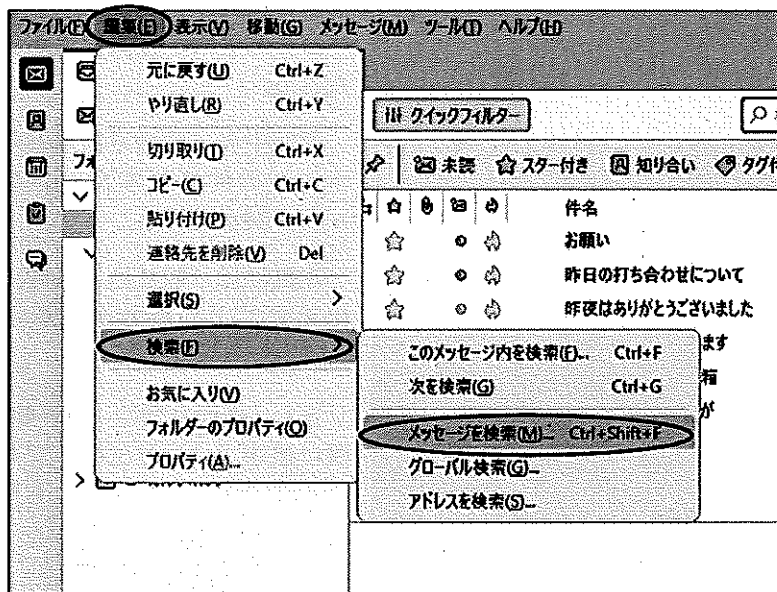 ファイル(F) 編集(E) 表示(V) 移動(G) メッセージ(M) ツール(T) ヘルプ(H)
元に戻す(U) Ctrl+Z
やり直し(R) Ctrl+Y
切り取り(T) Ctrl+X
コピー(C) Ctrl+C
貼り付け(P) Ctrl+V
連絡先を削除(V) Del
選択(S)
検索(F)
お気に入り(V)
フォルダーのプロパティ(O)
プロパティ(A)...
このメッセージ内を検索(F)... Ctrl+F
次を検索(G) Ctrl+G
メッセージを検索(M)... Ctrl+Shift+F
グローバル検索(G)...
アドレスを検索(S)...
クイックフィルター
未読 スター付き 知り合い タグ付
件名
お願い
昨日の打ち合わせについて
昨夜はありがとうございました
ます
箱
が